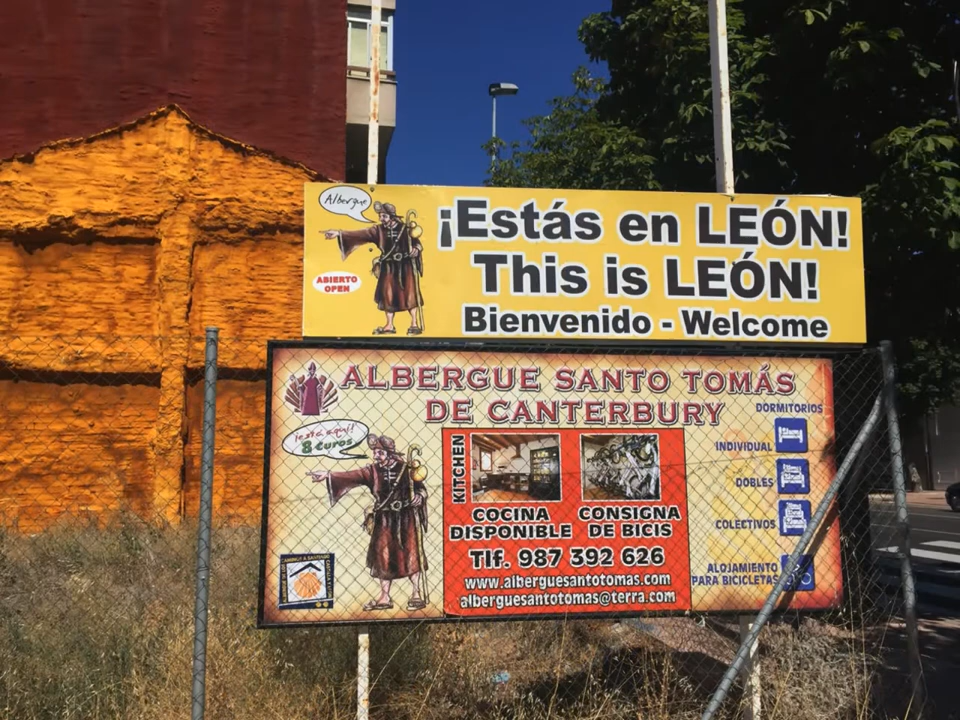 Albergue
ABIERTO
OPEN
¡Estás en LEÓN!
This is LEÓN!
Bienvenido - Welcome
ALBERGUE SANTO TOMÁS
DE CANTERBURY
¡está aquí!!
8 Euros
KITCHEN
COCINA
DISPONIBLE
CONSIGNA
DE BICIS
Tlf. 987 392 626
www.alberguesantotomas.com
alberguesantotomas@terra.com
DORMITORIOS
INDIVIDUAL
DOBLES
COLECTIVOS
ALOJAMIENTO
PARA BICICLETAS